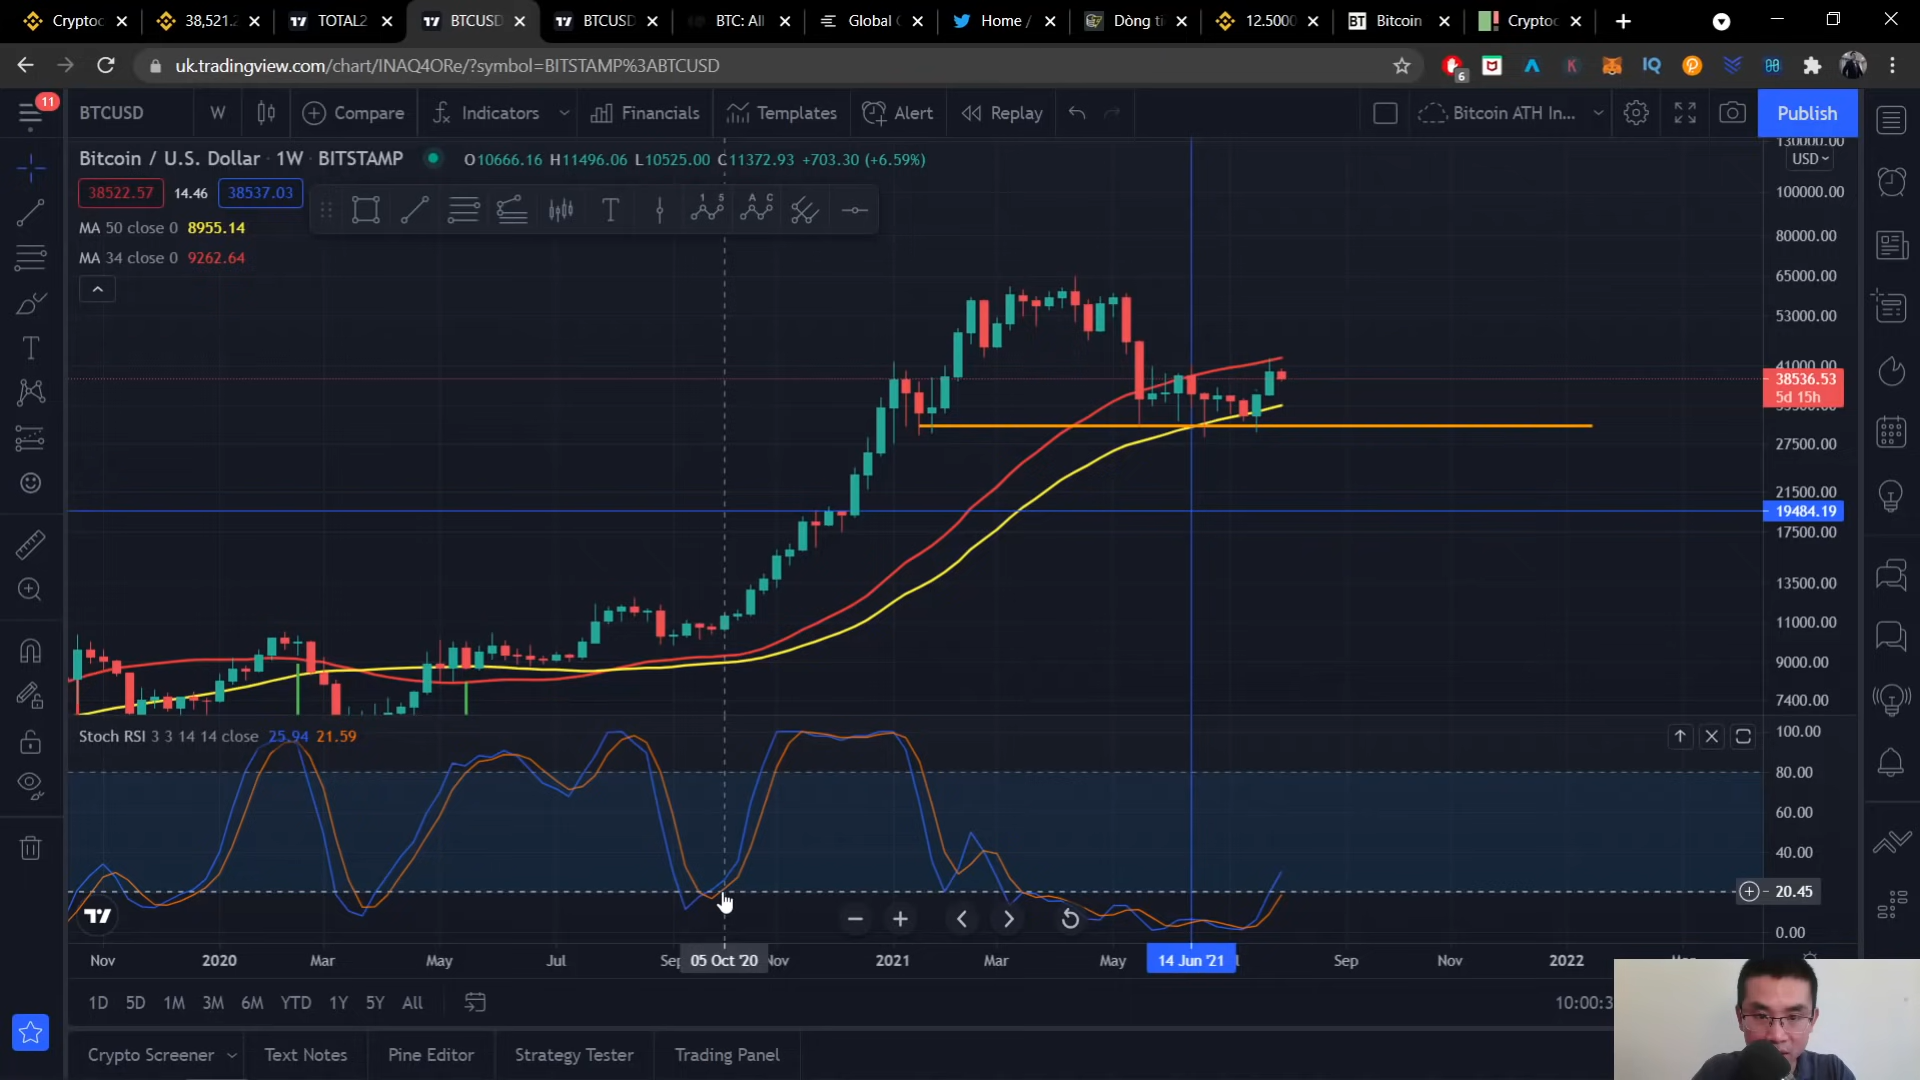 Cryptoc
38,521.2
TOTAL2
BTCUSD
BTCUSD
BTC: All
Global
Home /
Dòng ti
12.5000
Bitcoin
Cryptoc
uk.tradingview.com/chart/INAQ4ORe/?symbol=BITSTAMP%3ABTCUSD
6
11
BTCUSD
W
Compare
Indicators
Financials
Templates
Alert
Replay
Bitcoin ATH In...
Publish
Bitcoin / U.S. Dollar · 1W · BITSTAMP
O10666.16 H11496.06 L10525.00 C11372.93 +703.30 (+6.59%)
38522.57 14.46 38537.03
MA 50 close 0 8955.14
MA 34 close 0 9262.64
USD
100000.00
80000.00
65000.00
53000.00
41000.00
38536.53
5d 15h
27500.00
21500.00
19484.19
17500.00
13500.00
11000.00
9000.00
7400.00
Stoch RSI 3 3 14 14 close 25.94 21.59
100.00
80.00
60.00
40.00
20.45
0.00
Nov
2020
Mar
May
Jul
05 Oct '20
Nov
2021
Mar
May
14 Jun '21
Sep
Nov
2022
1D
5D
1M
3M
6M
YTD
1Y
5Y
All
10:00:3
Crypto Screener
Text Notes
Pine Editor
Strategy Tester
Trading Panel